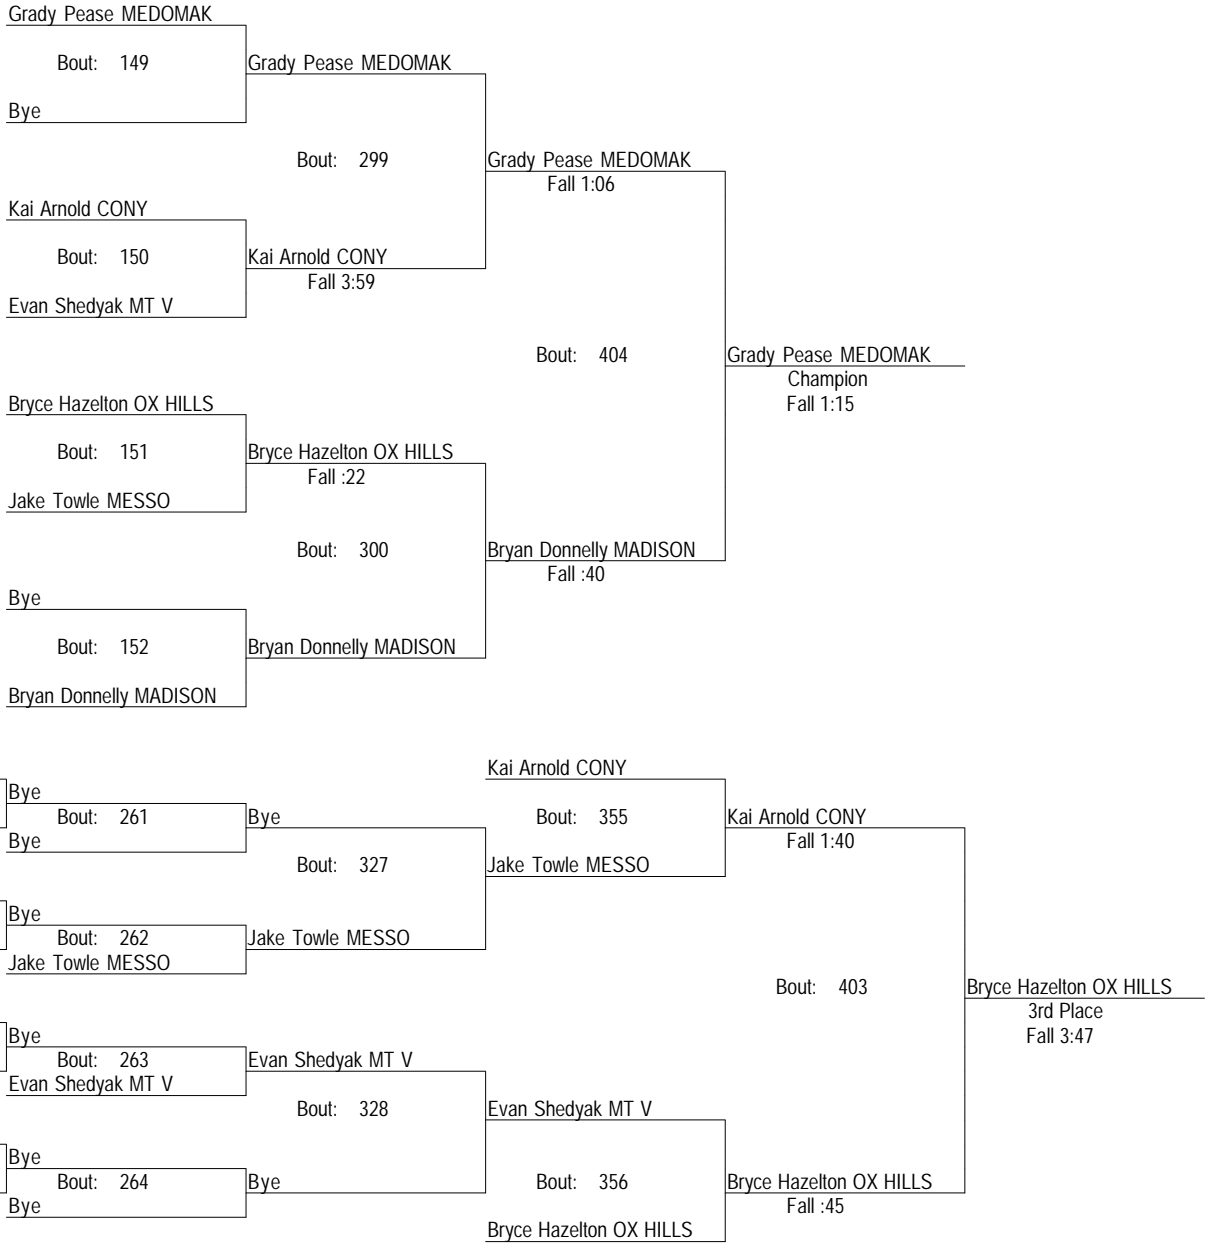 Grady Pease MEDOMAK
Bout: 149
Grady Pease MEDOMAK
Bye
Bout: 299
Grady Pease MEDOMAK
Fall 1:06
Kai Arnold CONY
Bout: 150
Kai Arnold CONY
Fall 3:59
Evan Shedyak MT V
Bout: 404
Grady Pease MEDOMAK
Champion
Fall 1:15
Bryce Hazelton OX HILLS
Bout: 151
Bryce Hazelton OX HILLS
Fall :22
Jake Towle MESSO
Bout: 300
Bryan Donnelly MADISON
Fall :40
Bye
Bout: 152
Bryan Donnelly MADISON
Bryan Donnelly MADISON
Kai Arnold CONY
Bye
Bout: 261
Bye
Bout: 355
Kai Arnold CONY
Fall 1:40
Bye
Bout: 327
Jake Towle MESSO
Bye
Bout: 262
Jake Towle MESSO
Jake Towle MESSO
Bout: 403
Bryce Hazelton OX HILLS
3rd Place
Fall 3:47
Bye
Bout: 263
Evan Shedyak MT V
Evan Shedyak MT V
Bout: 328
Evan Shedyak MT V
Bye
Bout: 264
Bye
Bout: 356
Bryce Hazelton OX HILLS
Fall :45
Bye
Bryce Hazelton OX HILLS